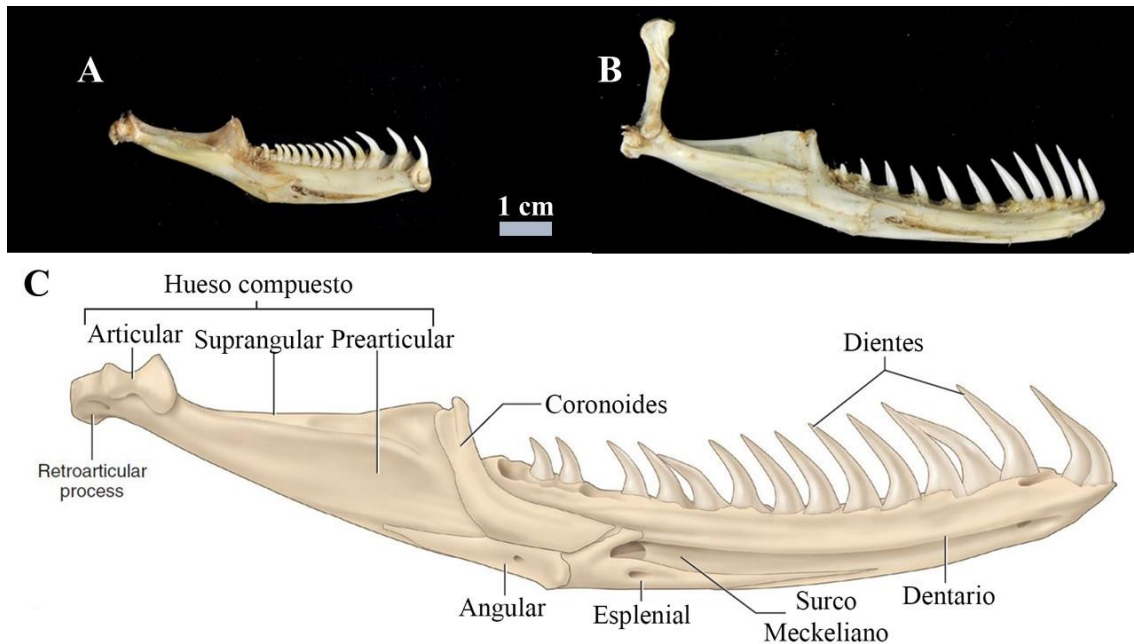 A
B
1 cm
C
Hueso compuesto
Articular
Suprangular
Prearticular
Dientes
Coronoides
Retroarticular
process
Angular
Esplenial
Surco
Meckeliano
Dentario